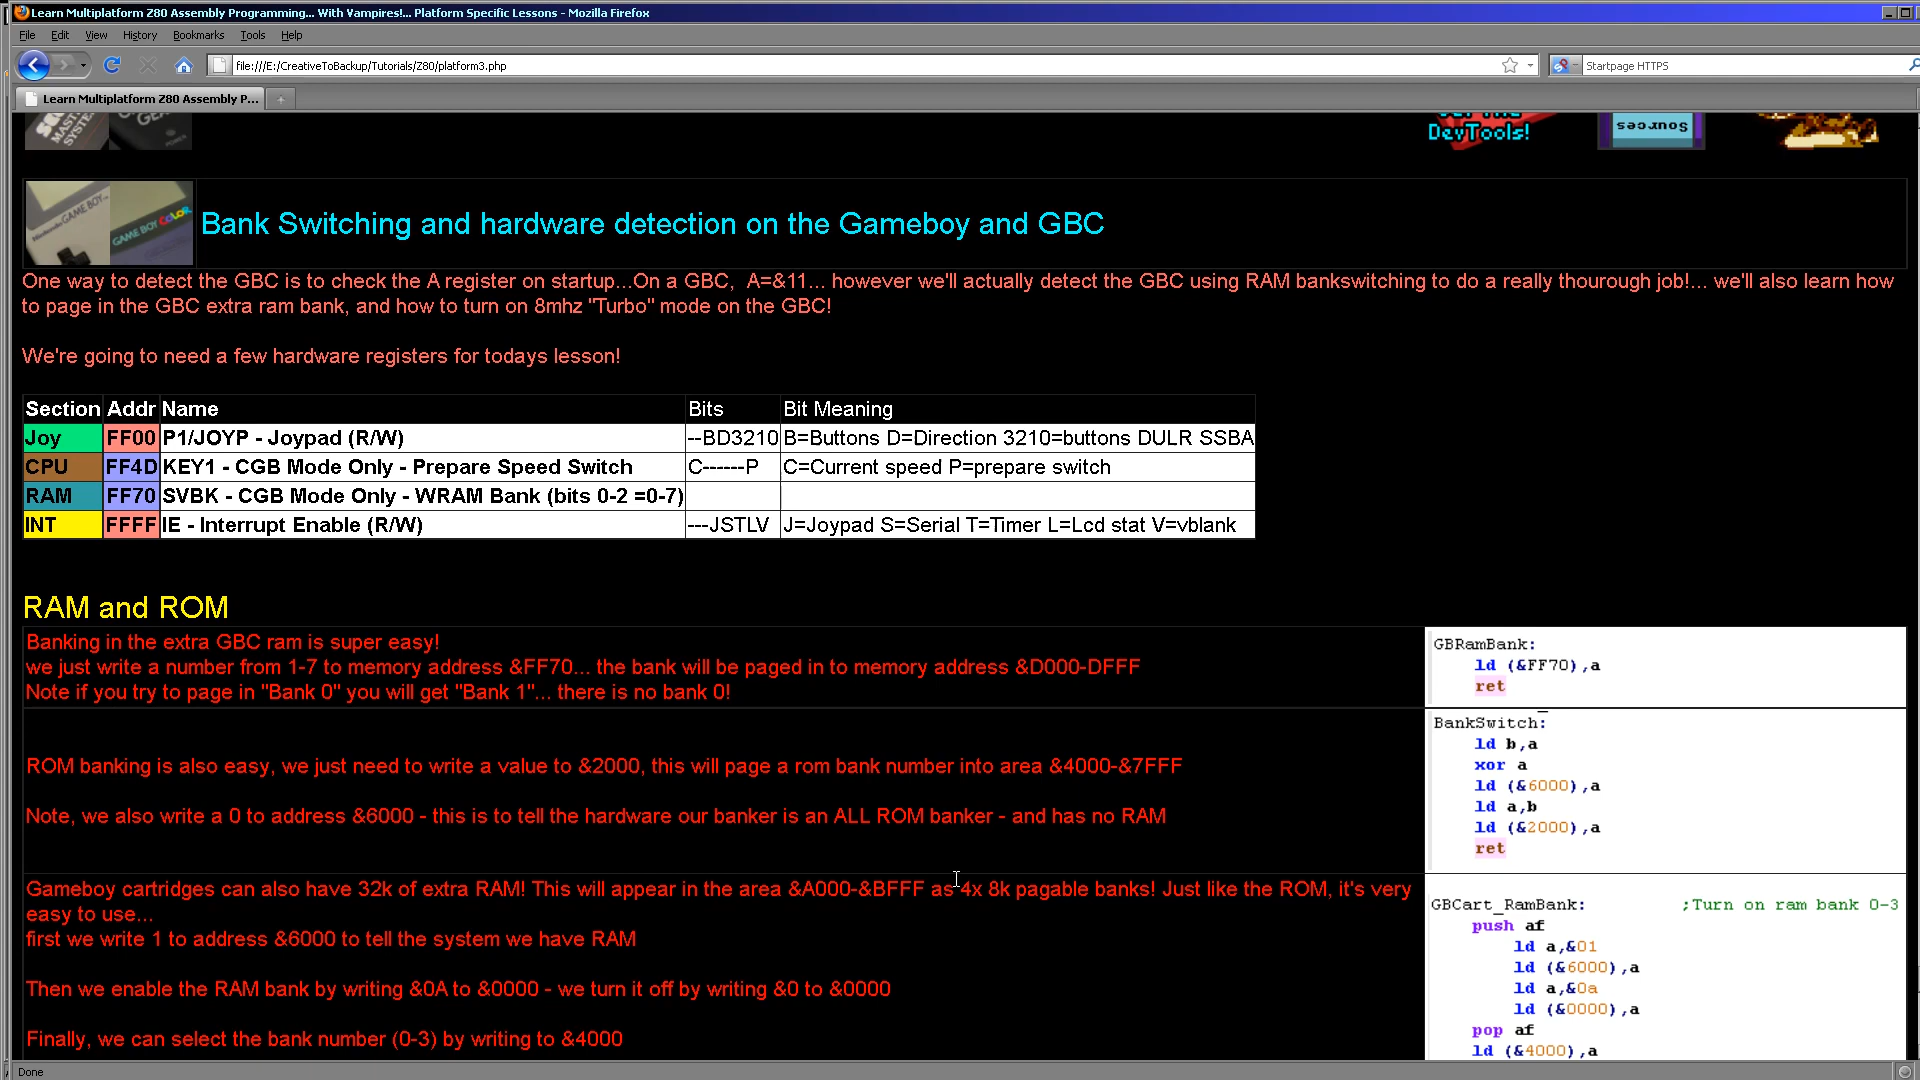 Learn Multiplatform Z80 Assembly Programming... With Vampires!... Platform Specific Lessons - Mozilla Firefox
File Edit View History Bookmarks Tools Help
file:///E:/CreativeToBackup/Tutorials/Z80/platform3.php
Startpage HTTPS
Learn Multiplatform Z80 Assembly P...
DevTools!
Sources
GAME BOY
GAME BOY COLOR
Bank Switching and hardware detection on the Gameboy and GBC
One way to detect the GBC is to check the A register on startup...On a GBC, A=&11... however we'll actually detect the GBC using RAM bankswitching to do a really thourough job!... we'll also learn how
to page in the GBC extra ram bank, and how to turn on 8mhz "Turbo" mode on the GBC!
We're going to need a few hardware registers for todays lesson!
Section Addr Name Bits Bit Meaning
Joy FF00 P1/JOYP - Joypad (R/W) --BD3210 B=Buttons D=Direction 3210=buttons DULR SSBA
CPU FF4D KEY1 - CGB Mode Only - Prepare Speed Switch C------P C=Current speed P=prepare switch
RAM FF70 SVBK - CGB Mode Only - WRAM Bank (bits 0-2 =0-7)
INT FFFF IE - Interrupt Enable (R/W) ---JSTLV J=Joypad S=Serial T=Timer L=Lcd stat V=vblank
RAM and ROM
Banking in the extra GBC ram is super easy!
we just write a number from 1-7 to memory address &FF70... the bank will be paged in to memory address &D000-DFFF
Note if you try to page in "Bank 0" you will get "Bank 1"... there is no bank 0!
GBRamBank:
ld (&FF70),a
ret
ROM banking is also easy, we just need to write a value to &2000, this will page a rom bank number into area &4000-&7FFF
Note, we also write a 0 to address &6000 - this is to tell the hardware our banker is an ALL ROM banker - and has no RAM
BankSwitch:
ld b,a
xor a
ld (&6000),a
ld a,b
ld (&2000),a
ret
Gameboy cartridges can also have 32k of extra RAM! This will appear in the area &A000-&BFFF as 4x 8k pagable banks! Just like the ROM, it's very
easy to use...
first we write 1 to address &6000 to tell the system we have RAM
Then we enable the RAM bank by writing &0A to &0000 - we turn it off by writing &0 to &0000
Finally, we can select the bank number (0-3) by writing to &4000
GBCart_RamBank: ;Turn on ram bank 0-3
push af
ld a,&01
ld (&6000),a
ld a,&0a
ld (&0000),a
pop af
ld (&4000),a
Done